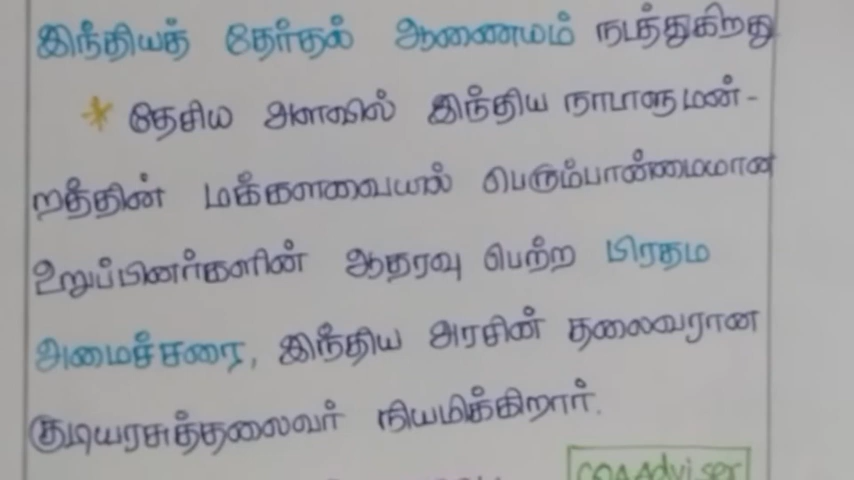 இந்தியத் தேர்தல் ஆணையம் நடத்துகிறது
* தேசிய அளவில் இந்திய நாபாளுமன்-
றத்தின் மக்களவையில் பெரும்பான்மையான
உறுப்பினர்களின் ஆதரவு பெற்ற பிரதம
அமைச்சரை, இந்திய அரசின் தலைவரான
குடியரசுத்தலைவர் நியமிக்கிறார்.
CoaAdviser